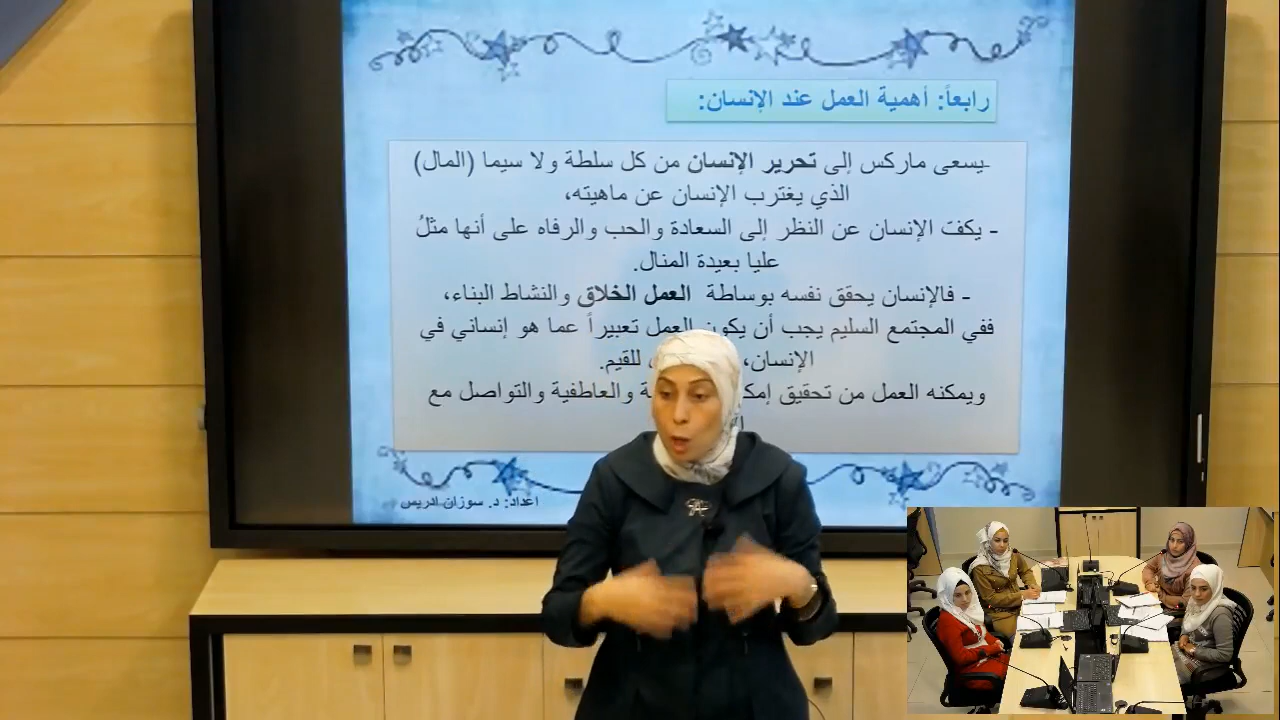 رابعاً: أهمية العمل عند الإنسان:
-يسعى ماركس إلى تحرير الإنسان من كل سلطة ولا سيما (المال)
الذي يغترب الإنسان عن ماهيته،
- يكفَ الإنسان عن النظر إلى السعادة والحب والرفاه على أنها مثلُ
عليا بعيدة المنال.
- فالإنسان يحقق نفسه بوساطة العمل الخلاق والنشاط البناء،
ففي المجتمع السليم يجب أن يكون العمل تعبيراً عما هو إنساني في
الإنسان، للقيم.
ويمكنه العمل من تحقيق والعاطفية والتواصل مع
اعداد: د. سوزان ادريس